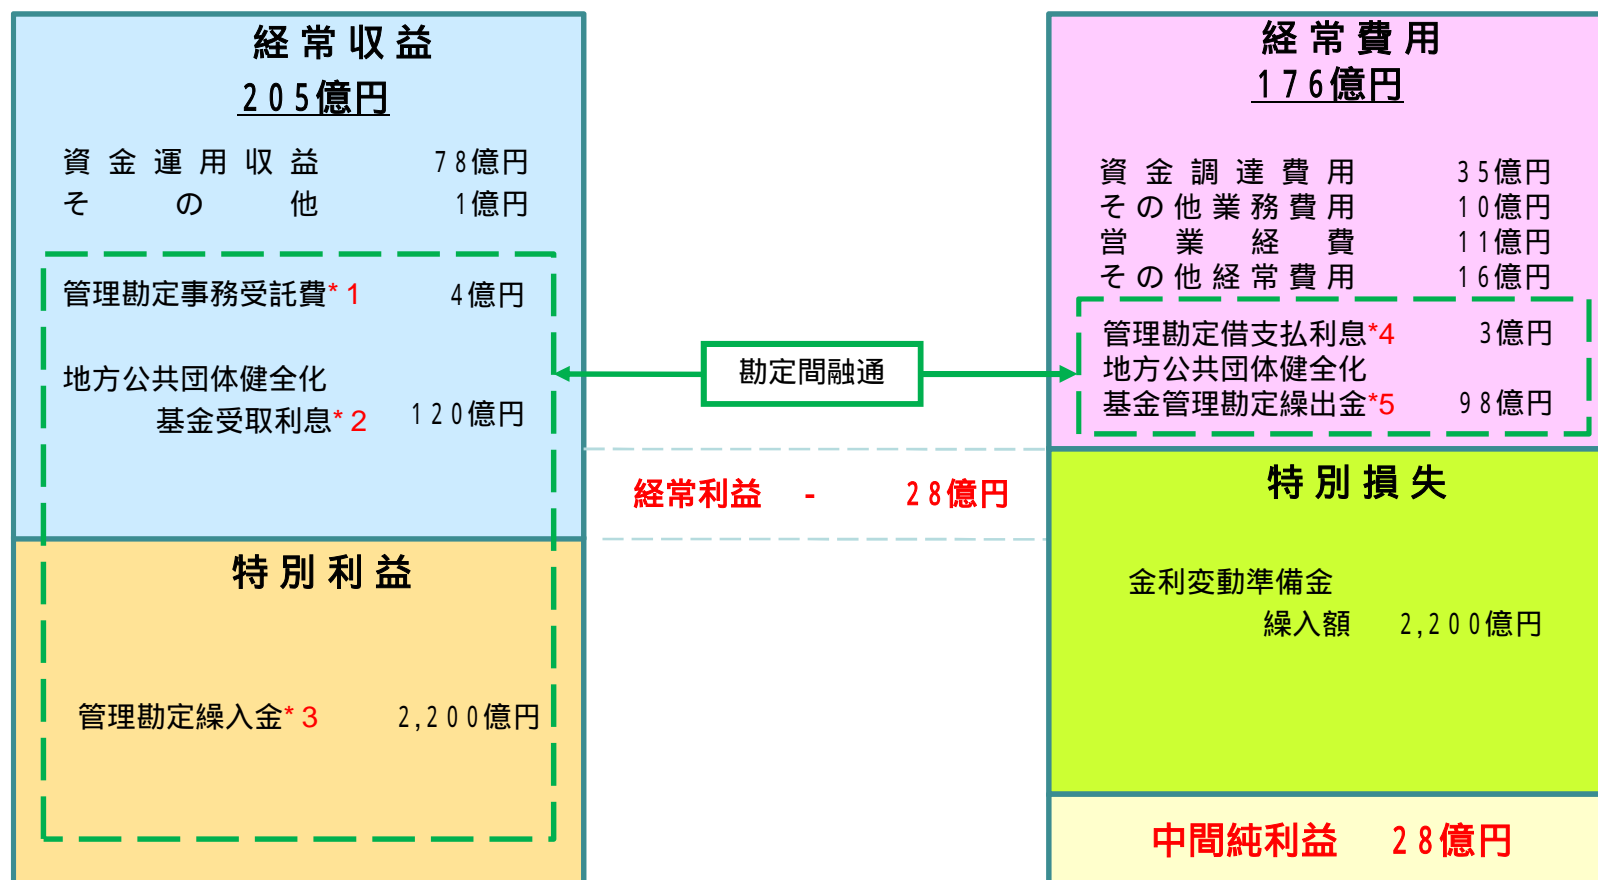 経常収益
205億円
資金運用収益 78億円
その他 1億円
管理勘定事務受託費*1 4億円
地方公共団体健全化
基金受取利息*2 120億円
特別利益
管理勘定繰入金*3 2,200億円
勘定間融通
経常利益 - 28億円
経常費用
176億円
資金調達費用 35億円
その他業務費用 10億円
営業経費 11億円
その他経常費用 16億円
管理勘定借支払利息*4 3億円
地方公共団体健全化
基金管理勘定繰出金*5 98億円
特別損失
金利変動準備金
繰入額 2,200億円
中間純利益 28億円